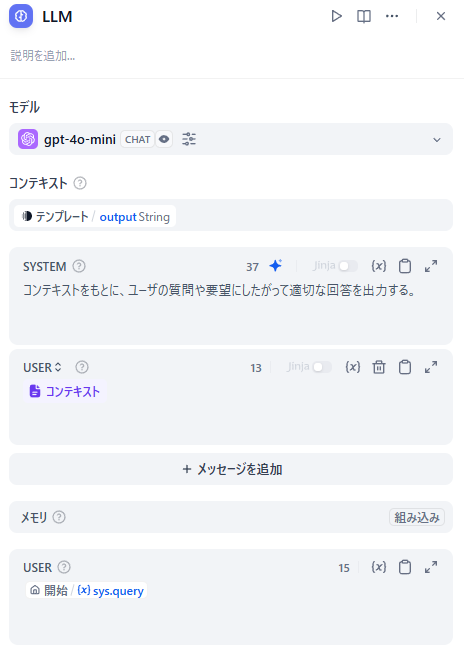 LLM
説明を追加...
モデル
gpt-4o-mini CHAT
コンテキスト
テンプレート / output String
SYSTEM 37 Jinja {x}
コンテキストをもとに、ユーザの質問や要望にしたがって適切な回答を出力する。
USER 13 Jinja {x}
コンテキスト
+ メッセージを追加
メモリ 組み込み
USER 15 {x}
開始 / {x} sys.query